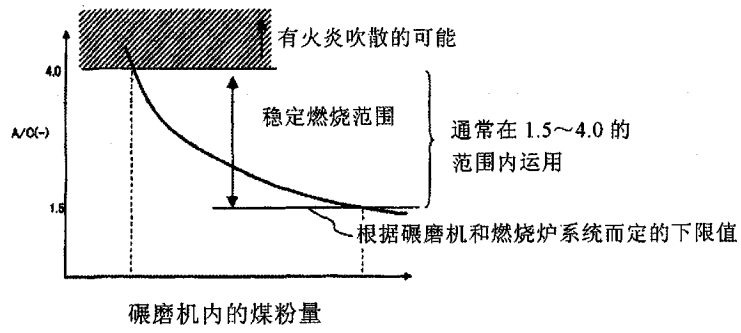 有火炎吹散的可能
4.0
稳定燃烧范围
通常在 1.5～4.0 的
范围内运用
A/C(-)
1.5
根据碾磨机和燃烧炉系统而定的下限值
碾磨机内的煤粉量